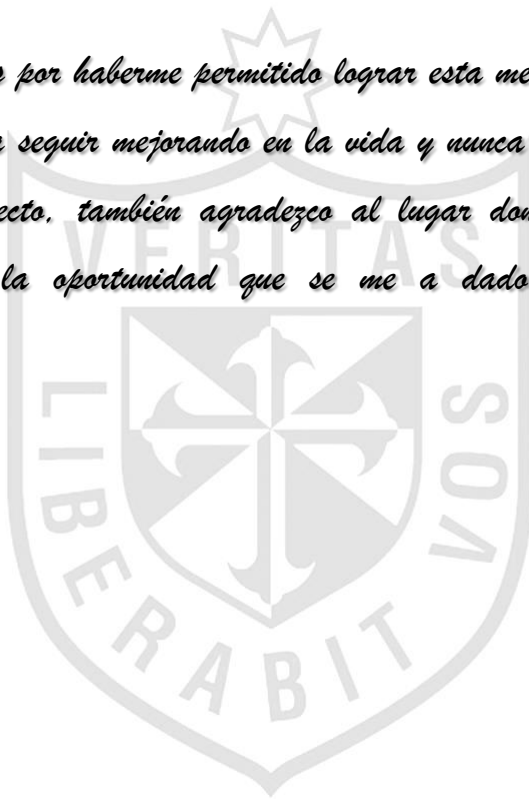 s por haberme permitido lograr esta me
a seguir mejorando en la vida y nunca
ecto, también agradezco al lugar don
la oportunidad que se me a dado
VERITAS
LIBERABIT VOS